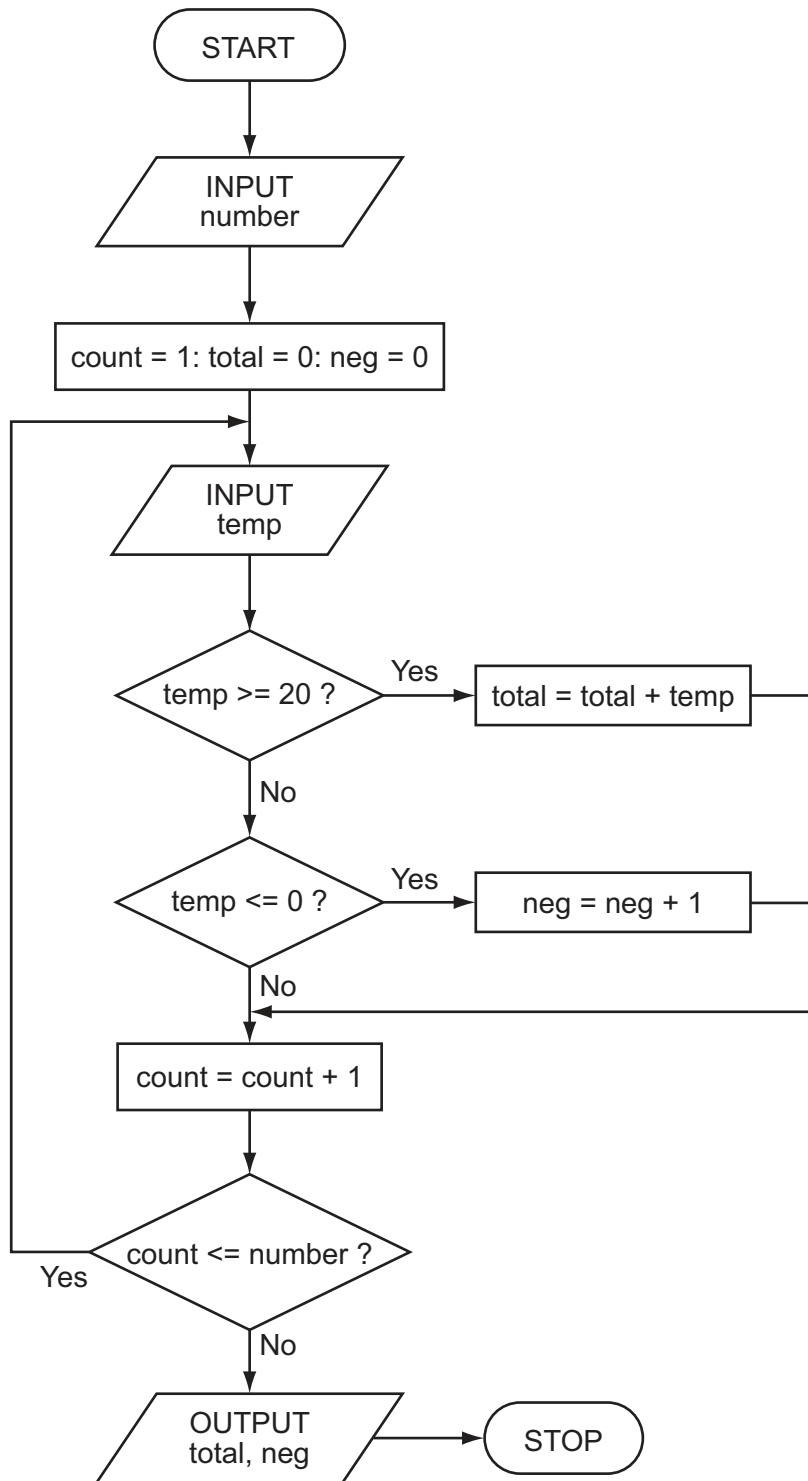 START
INPUT
number
count = 1: total = 0: neg = 0
INPUT
temp
temp >= 20 ?
Yes
total = total + temp
No
temp <= 0 ?
Yes
neg = neg + 1
No
count = count + 1
count <= number ?
Yes
No
OUTPUT
total, neg
STOP